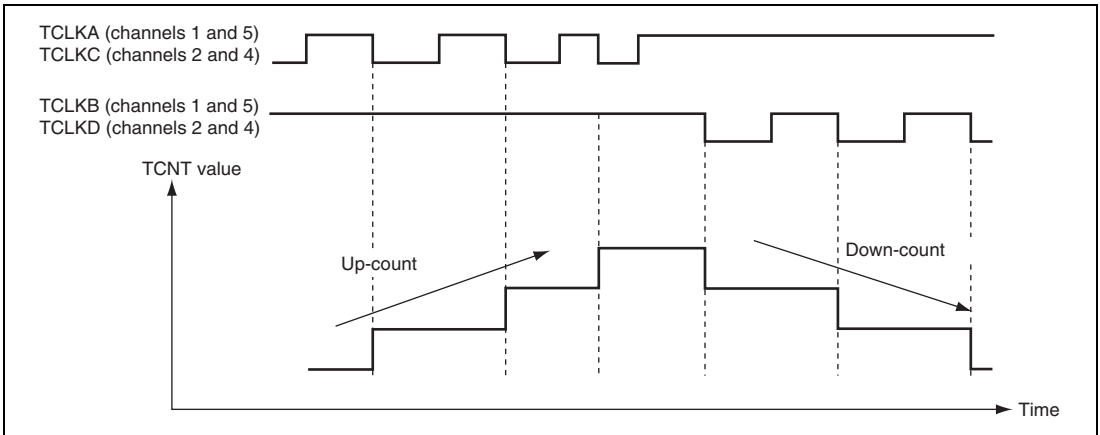 TCLKA (channels 1 and 5)
TCLKC (channels 2 and 4)
TCLKB (channels 1 and 5)
TCLKD (channels 2 and 4)
TCNT value
Up-count
Down-count
Time